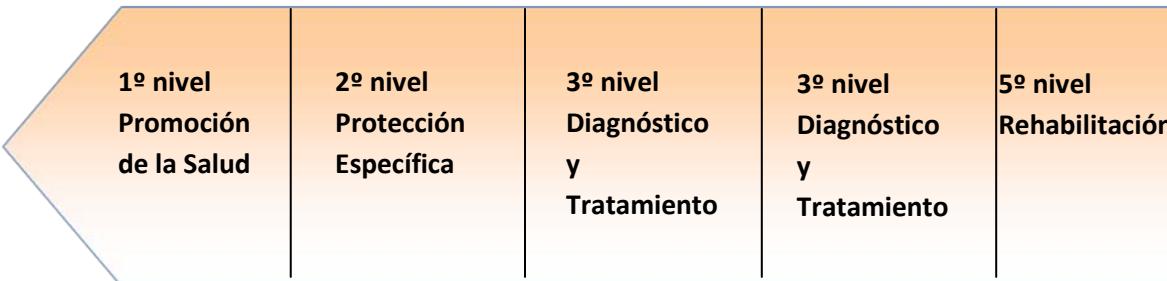 1º nivel
Promoción
de la Salud
2º nivel
Protección
Específica
3º nivel
Diagnóstico
y
Tratamiento
3º nivel
Diagnóstico
y
Tratamiento
5º nivel
Rehabilitación